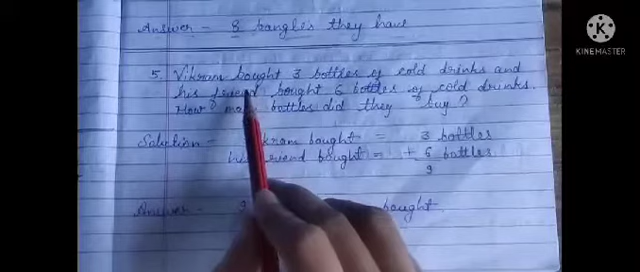 Answer - 8 bangles they have
KINEMASTER
5. Vikram bought 3 bottles of cold drinks and
his friend bought 6 bottles of cold drinks.
How many bottles did they buy ?
Solution - kram bought = 3 bottles
friend bought = + 6 bottles
9
Answer - 9 bought.